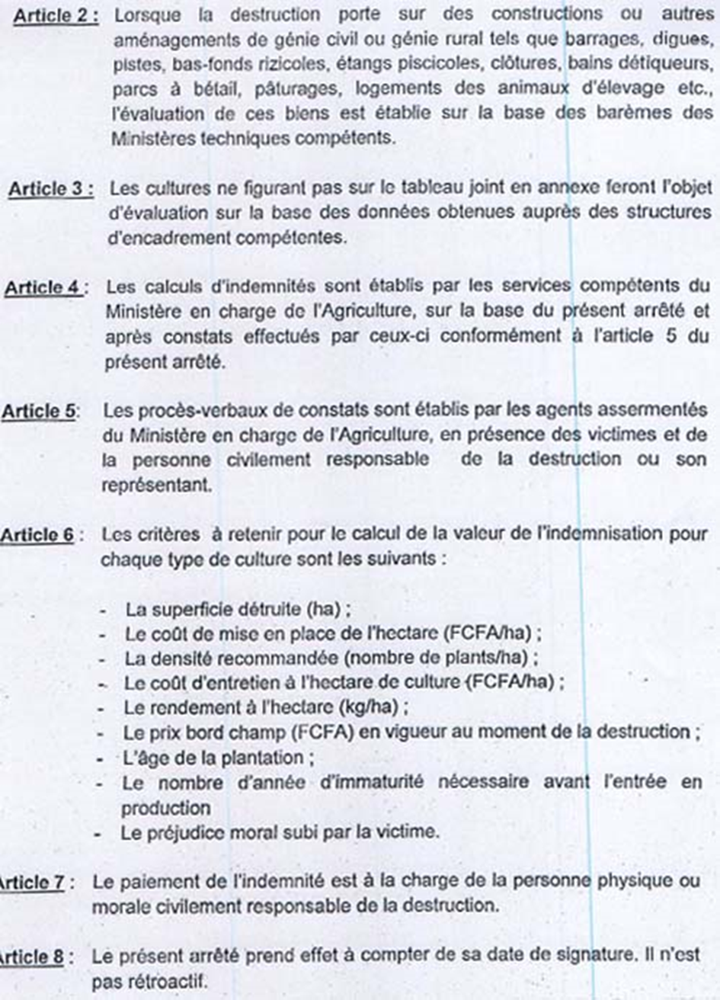 Article 2 : Lorsque la destruction porte sur des constructions ou autres
aménagements de génie civil ou génie rural tels que barrages, digues,
pistes, bas-fonds rizicoles, étangs piscicoles, clôtures, bains détiqueurs,
parcs à bétail, pâturages, logements des animaux d'élevage etc.,
l'évaluation de ces biens est établie sur la base des barèmes des
Ministères techniques compétents.
Article 3 : Les cultures ne figurant pas sur le tableau joint en annexe feront l'objet
d'évaluation sur la base des données obtenues auprès des structures
d'encadrement compétentes.
Article 4 : Les calculs d'indemnités sont établis par les services compétents du
Ministère en charge de l'Agriculture, sur la base du présent arrêté et
après constats effectués par ceux-ci conformément à l'article 5 du
présent arrêté.
Article 5: Les procès-verbaux de constats sont établis par les agents assermentés
du Ministère en charge de l'Agriculture, en présence des victimes et de
la personne civilement responsable de la destruction ou son
représentant.
Article 6 : Les critères à retenir pour le calcul de la valeur de l'indemnisation pour
chaque type de culture sont les suivants :
- La superficie détruite (ha) ;
- Le coût de mise en place de l'hectare (FCFA/ha) ;
- La densité recommandée (nombre de plants/ha) ;
- Le coût d'entretien à l'hectare de culture (FCFA/ha) ;
- Le rendement à l'hectare (kg/ha) ;
- Le prix bord champ (FCFA) en vigueur au moment de la destruction ;
- L'âge de la plantation ;
- Le nombre d'année d'immaturité nécessaire avant l'entrée en
production
- Le préjudice moral subi par la victime.
Article 7 : Le paiement de l'indemnité est à la charge de la personne physique ou
morale civilement responsable de la destruction.
Article 8 : Le présent arrêté prend effet à compter de sa date de signature. Il n'est
pas rétroactif.